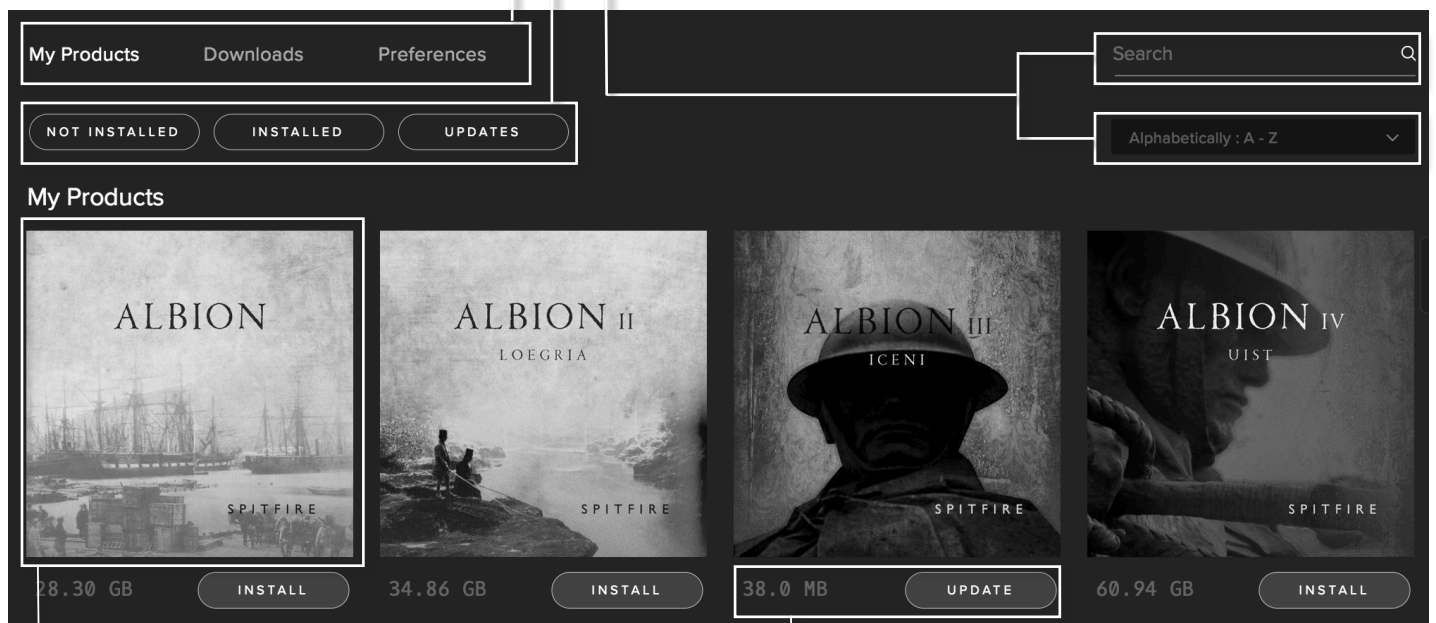 My Products Downloads Preferences Search
NOT INSTALLED INSTALLED UPDATES Alphabetically : A - Z
My Products
ALBION
SPITFIRE
ALBION II
LOEGRIA
SPITFIRE
ALBION III
ICENI
SPITFIRE
ALBION IV
UIST
SPITFIRE
28.30 GB INSTALL 34.86 GB INSTALL 38.0 MB UPDATE 60.94 GB INSTALL